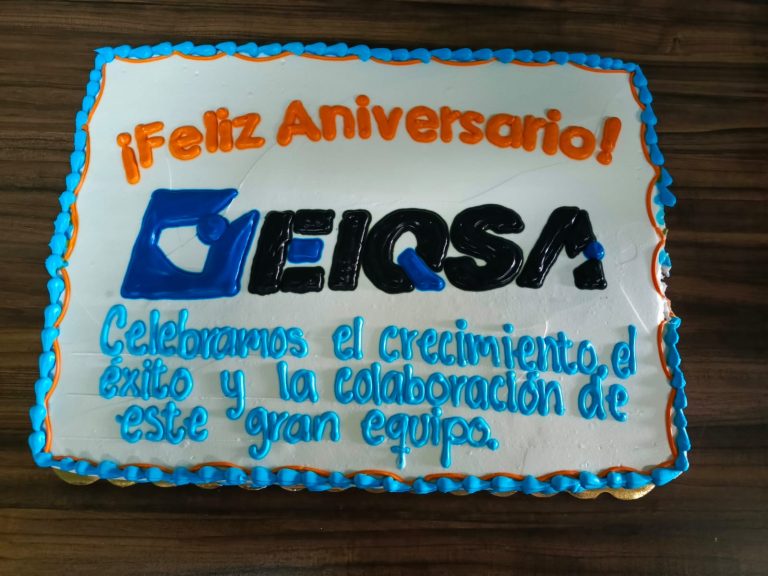 ¡Feliz Aniversario!
EIQSA
Celebramos el crecimiento, el
éxito y la colaboración de
este gran equipo.